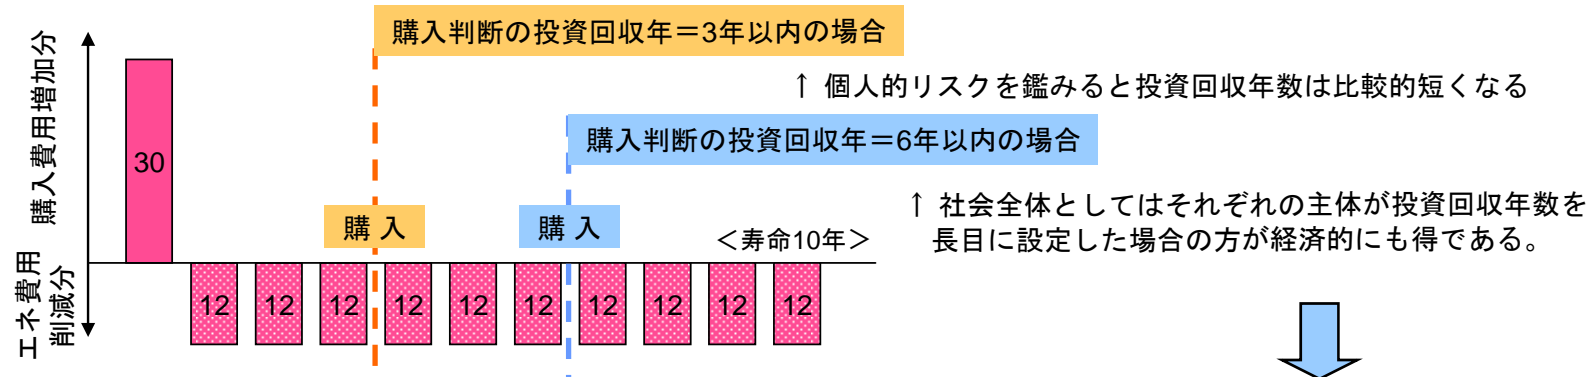 購入判断の投資回収年＝3年以内の場合
↑ 個人的リスクを鑑みると投資回収年数は比較的短くなる
購入判断の投資回収年＝6年以内の場合
↑ 社会全体としてはそれぞれの主体が投資回収年数を
長目に設定した場合の方が経済的にも得である。
購入費用増加分
30
購 入
購 入
＜寿命10年＞
エネ費用
削減分
12
12
12
12
12
12
12
12
12
12